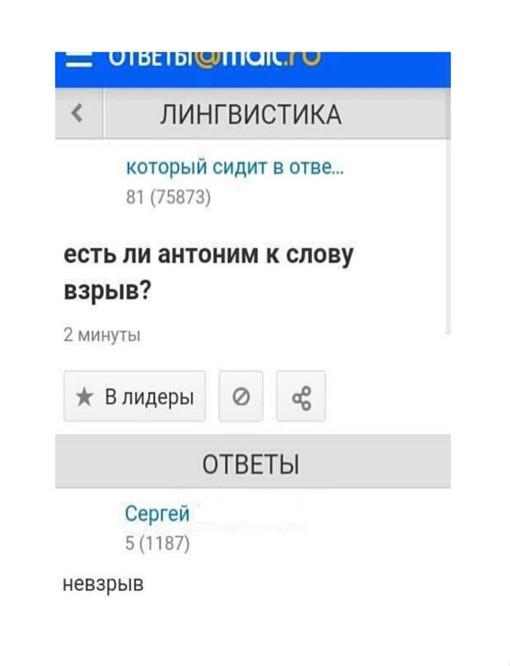 ОТВЕТЫ@mail.ru
ЛИНГВИСТИКА
который сидит в отве...
81 (75873)
есть ли антоним к слову
взрыв?
2 минуты
В лидеры
ОТВЕТЫ
Сергей
5 (1187)
невзрыв